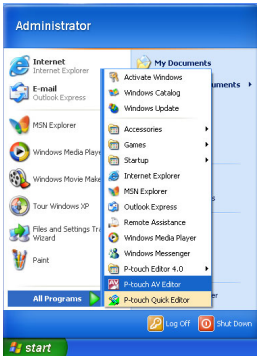 Administrator
Internet
Internet Explorer
E-mail
Outlook Express
MSN Explorer
Windows Media Playe
Windows Movie Make
Tour Windows XP
Files and Settings Tra
Wizard
Paint
All Programs
My Documents
uments
Activate Windows
Windows Catalog
Windows Update
Accessories
Games
Startup
Internet Explorer
MSN Explorer
Outlook Express
Remote Assistance
Windows Media Player
Windows Messenger
P-touch Editor 4.0
P-touch AV Editor
P-touch Quick Editor
s
er
Log Off
Shut Down
start